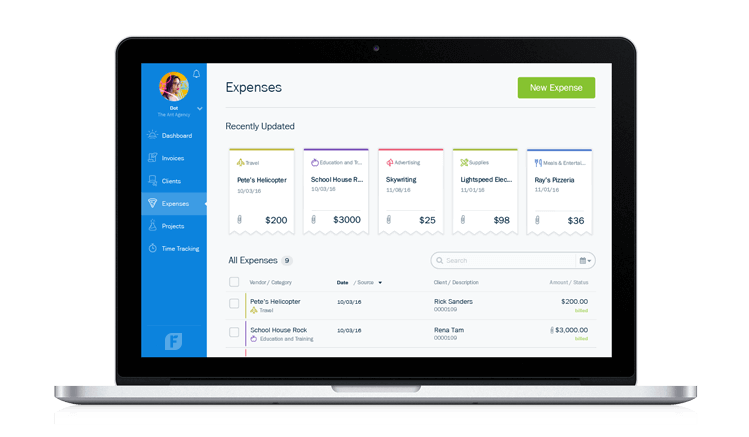 Expenses
New Expense
Dot
The Ant Agency
Dashboard
Invoices
Clients
Expenses
Projects
Time Tracking
F
Recently Updated
Travel
Pete's Helicopter
10/03/16
$200
Education and Tr...
School House R...
10/03/16
$3000
Advertising
Skywriting
11/08/16
$25
Supplies
Lightspeed Elec...
11/01/16
$98
Meals & Entertai...
Ray's Pizzeria
11/01/16
$36
All Expenses 9
Search
Vendor / Category Date / Source Client / Description Amount / Status
Pete's Helicopter 10/03/16 Rick Sanders $200.00
Travel 0000109 billed
School House Rock 10/03/16 Rena Tam $3,000.00
Education and Training 0000109 billed